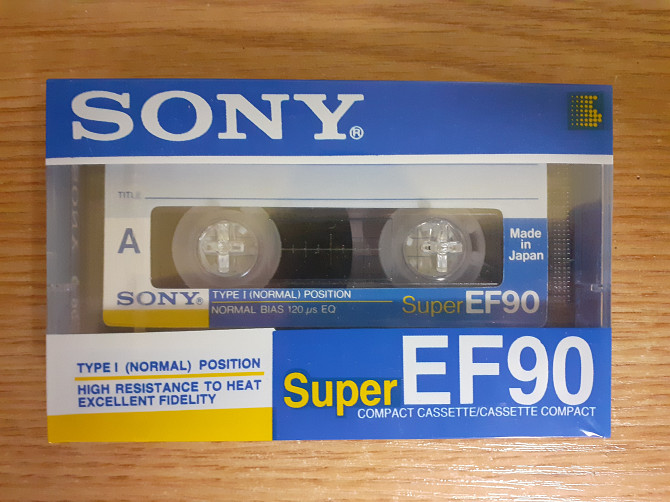 SONY®
TITLE
A
Made
in
Japan
SONY®
TYPE I (NORMAL) POSITION
NORMAL BIAS 120 µs EQ
Super EF90
TYPE I (NORMAL) POSITION
HIGH RESISTANCE TO HEAT
EXCELLENT FIDELITY
Super EF90
COMPACT CASSETTE/CASSETTE COMPACT